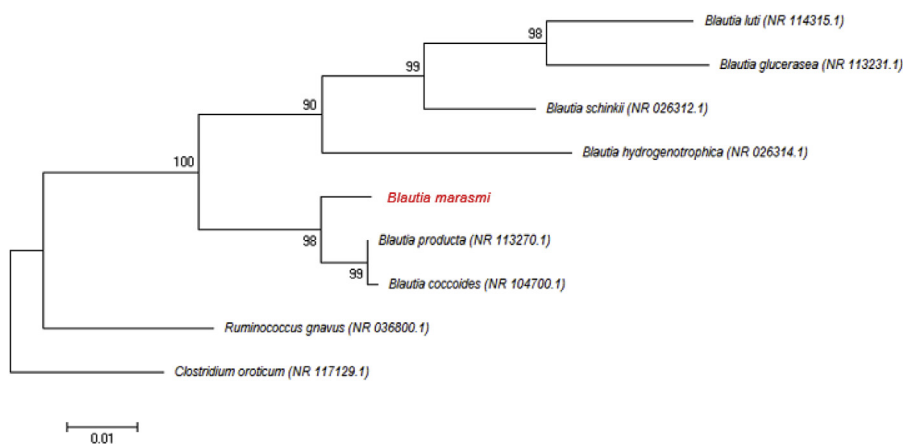 Blautia luti (NR 114315.1)
98
Blautia glucerasea (NR 113231.1)
99
Blautia schinkii (NR 026312.1)
90
Blautia hydrogenotrophica (NR 026314.1)
100
Blautia marasmi
98
Blautia producta (NR 113270.1)
99
Blautia coccoides (NR 104700.1)
Ruminococcus gnavus (NR 036800.1)
Clostridium oroticum (NR 117129.1)
0.01